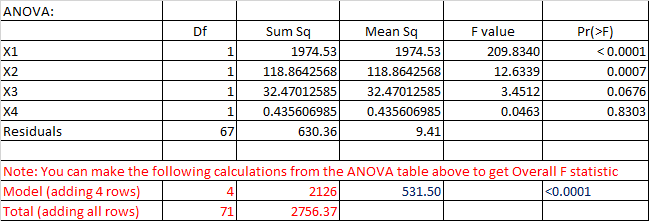 ANOVA:
Df Sum Sq Mean Sq F value Pr(>F)
X1 1 1974.53 1974.53 209.8340 < 0.0001
X2 1 118.8642568 118.8642568 12.6339 0.0007
X3 1 32.47012585 32.47012585 3.4512 0.0676
X4 1 0.435606985 0.435606985 0.0463 0.8303
Residuals 67 630.36 9.41
Note: You can make the following calculations from the ANOVA table above to get Overall F statistic
Model (adding 4 rows) 4 2126 531.50 <0.0001
Total (adding all rows) 71 2756.37